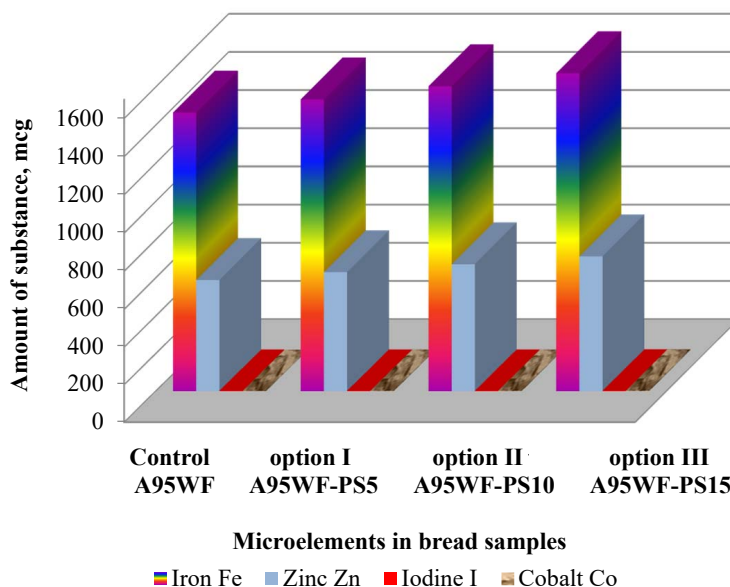 Amount of substance, mcg
1600
1400
1200
1000
800
600
400
200
0
Control option I option II option III
A95WF A95WF-PS5 A95WF-PS10 A95WF-PS15
Microelements in bread samples
Iron Fe Zinc Zn Iodine I Cobalt Co